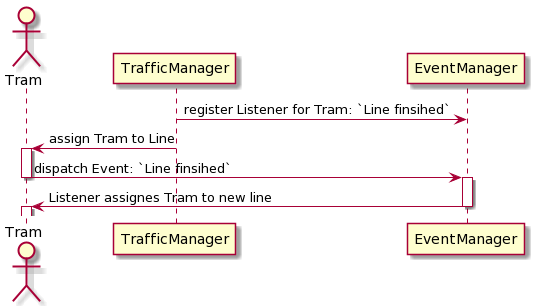 Tram
TrafficManager
EventManager
register Listener for Tram: `Line finsihed`
assign Tram to Line
dispatch Event: `Line finsihed`
Listener assignes Tram to new line
Tram
TrafficManager
EventManager